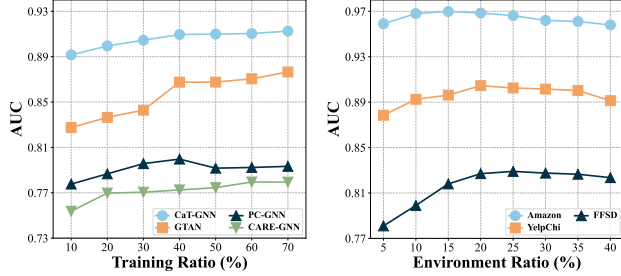 0.93
0.89
0.85
0.81
0.77
0.73
AUC
10 20 30 40 50 60 70
Training Ratio (%)
CaT-GNN PC-GNN
GTAN CARE-GNN
0.97
0.93
0.89
0.85
0.81
0.77
AUC
5 10 15 20 25 30 35 40
Environment Ratio (%)
Amazon FFSD
YelpChi